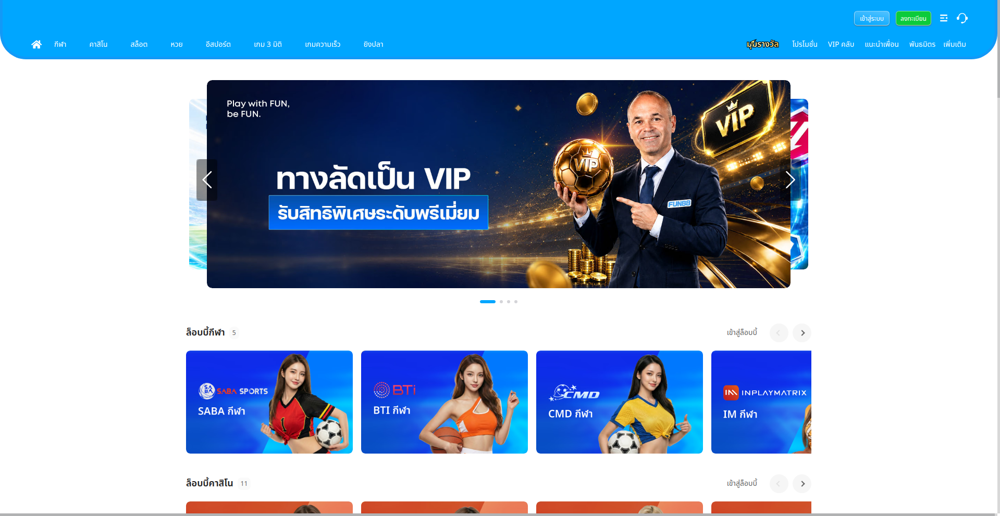 เข้าสู่ระบบ
ลงทะเบียน
กีฬา
คาสิโน
สล็อต
หวย
อีสปอร์ต
เกม 3 มิติ
เกมความเร็ว
ยิงปลา
มุมรางวัล
โปรโมชั่น
VIP คลับ
แนะนำเพื่อน
พันธมิตร
เพิ่มเติม
Play with FUN,
be FUN.
ทางลัดเป็น VIP
รับสิทธิพิเศษระดับพรีเมี่ยม
VIP
VIP
FUN88
ล็อบบี้กีฬา 5
เข้าสู่ล็อบบี้
SABA SPORTS
SABA กีฬา
BTi
BTI กีฬา
CMD
CMD กีฬา
INPLAYMATRIX
IM กีฬา
ล็อบบี้คาสิโน 11
เข้าสู่ล็อบบี้